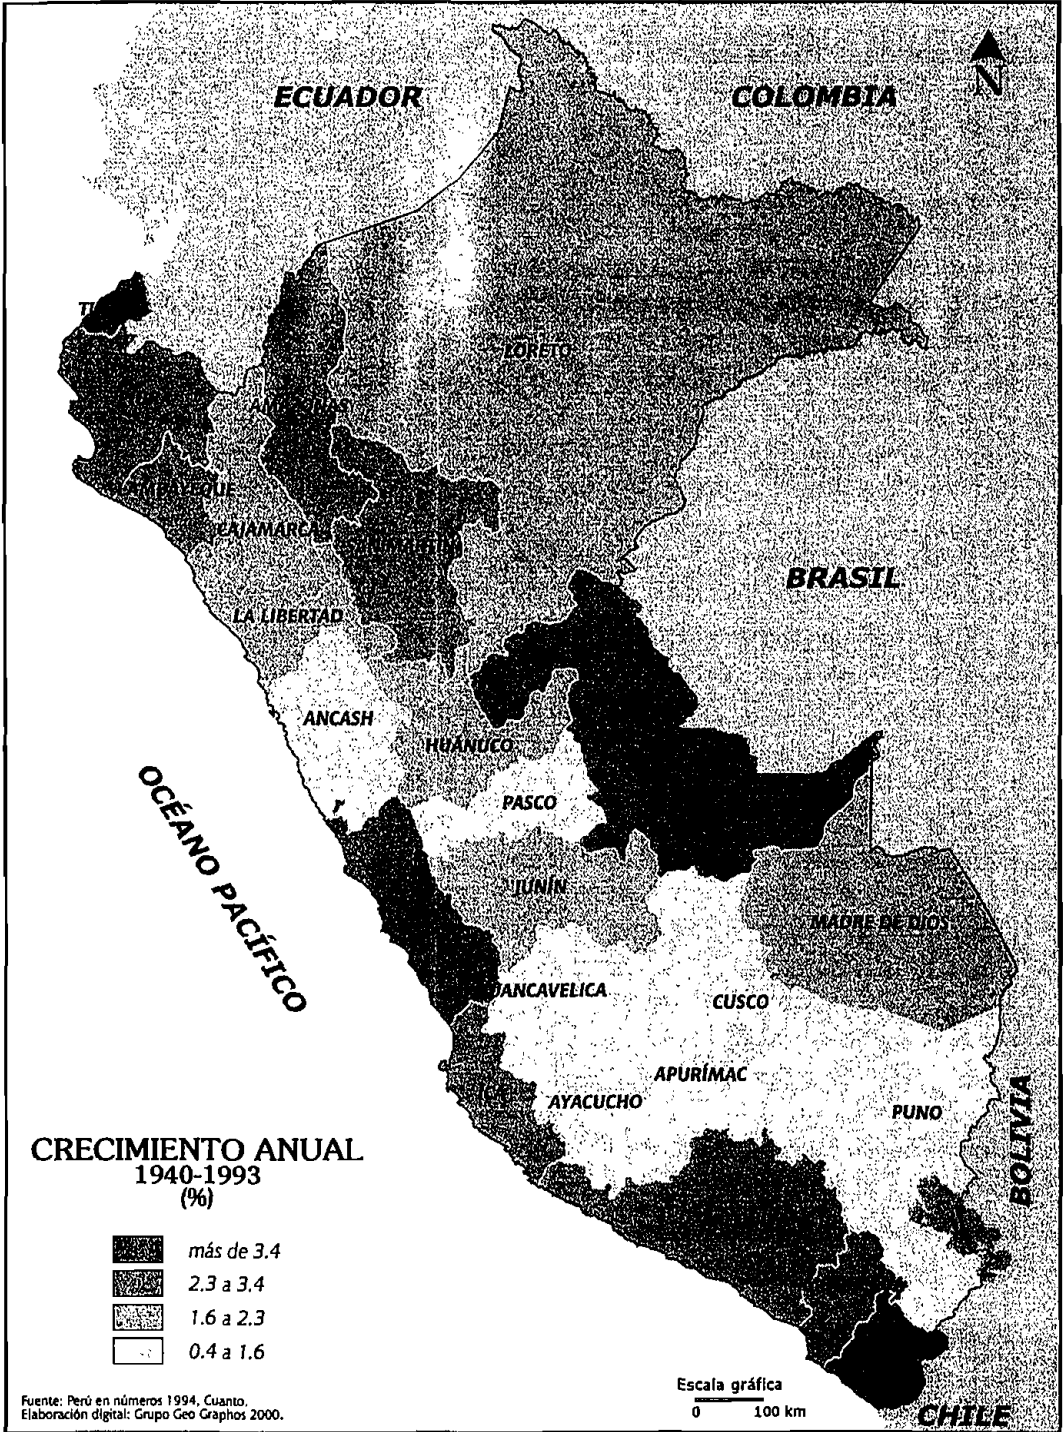 N
ECUADOR
COLOMBIA
LORETO
CAJAMARCA
BRASIL
LA LIBERTAD
ANCASH
HUÁNUCO
PASCO
OCÉANO PACÍFICO
JUNÍN
MADRE DE DIOS
CUSCO
APURÍMAC
AYACUCHO
PUNO
BOLIVIA
CRECIMIENTO ANUAL
1940-1993
(%)
más de 3.4
2.3 a 3.4
1.6 a 2.3
0.4 a 1.6
Fuente: Perú en números 1994, Cuanto.
Elaboración digital: Grupo Geo Graphos 2000.
Escala gráfica
0 100 km
CHILE